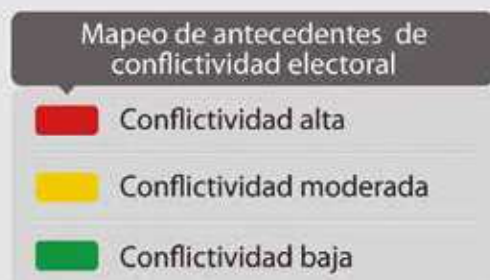 Mapeo de antecedentes de
conflictividad electoral
Conflictividad alta
Conflictividad moderada
Conflictividad baja